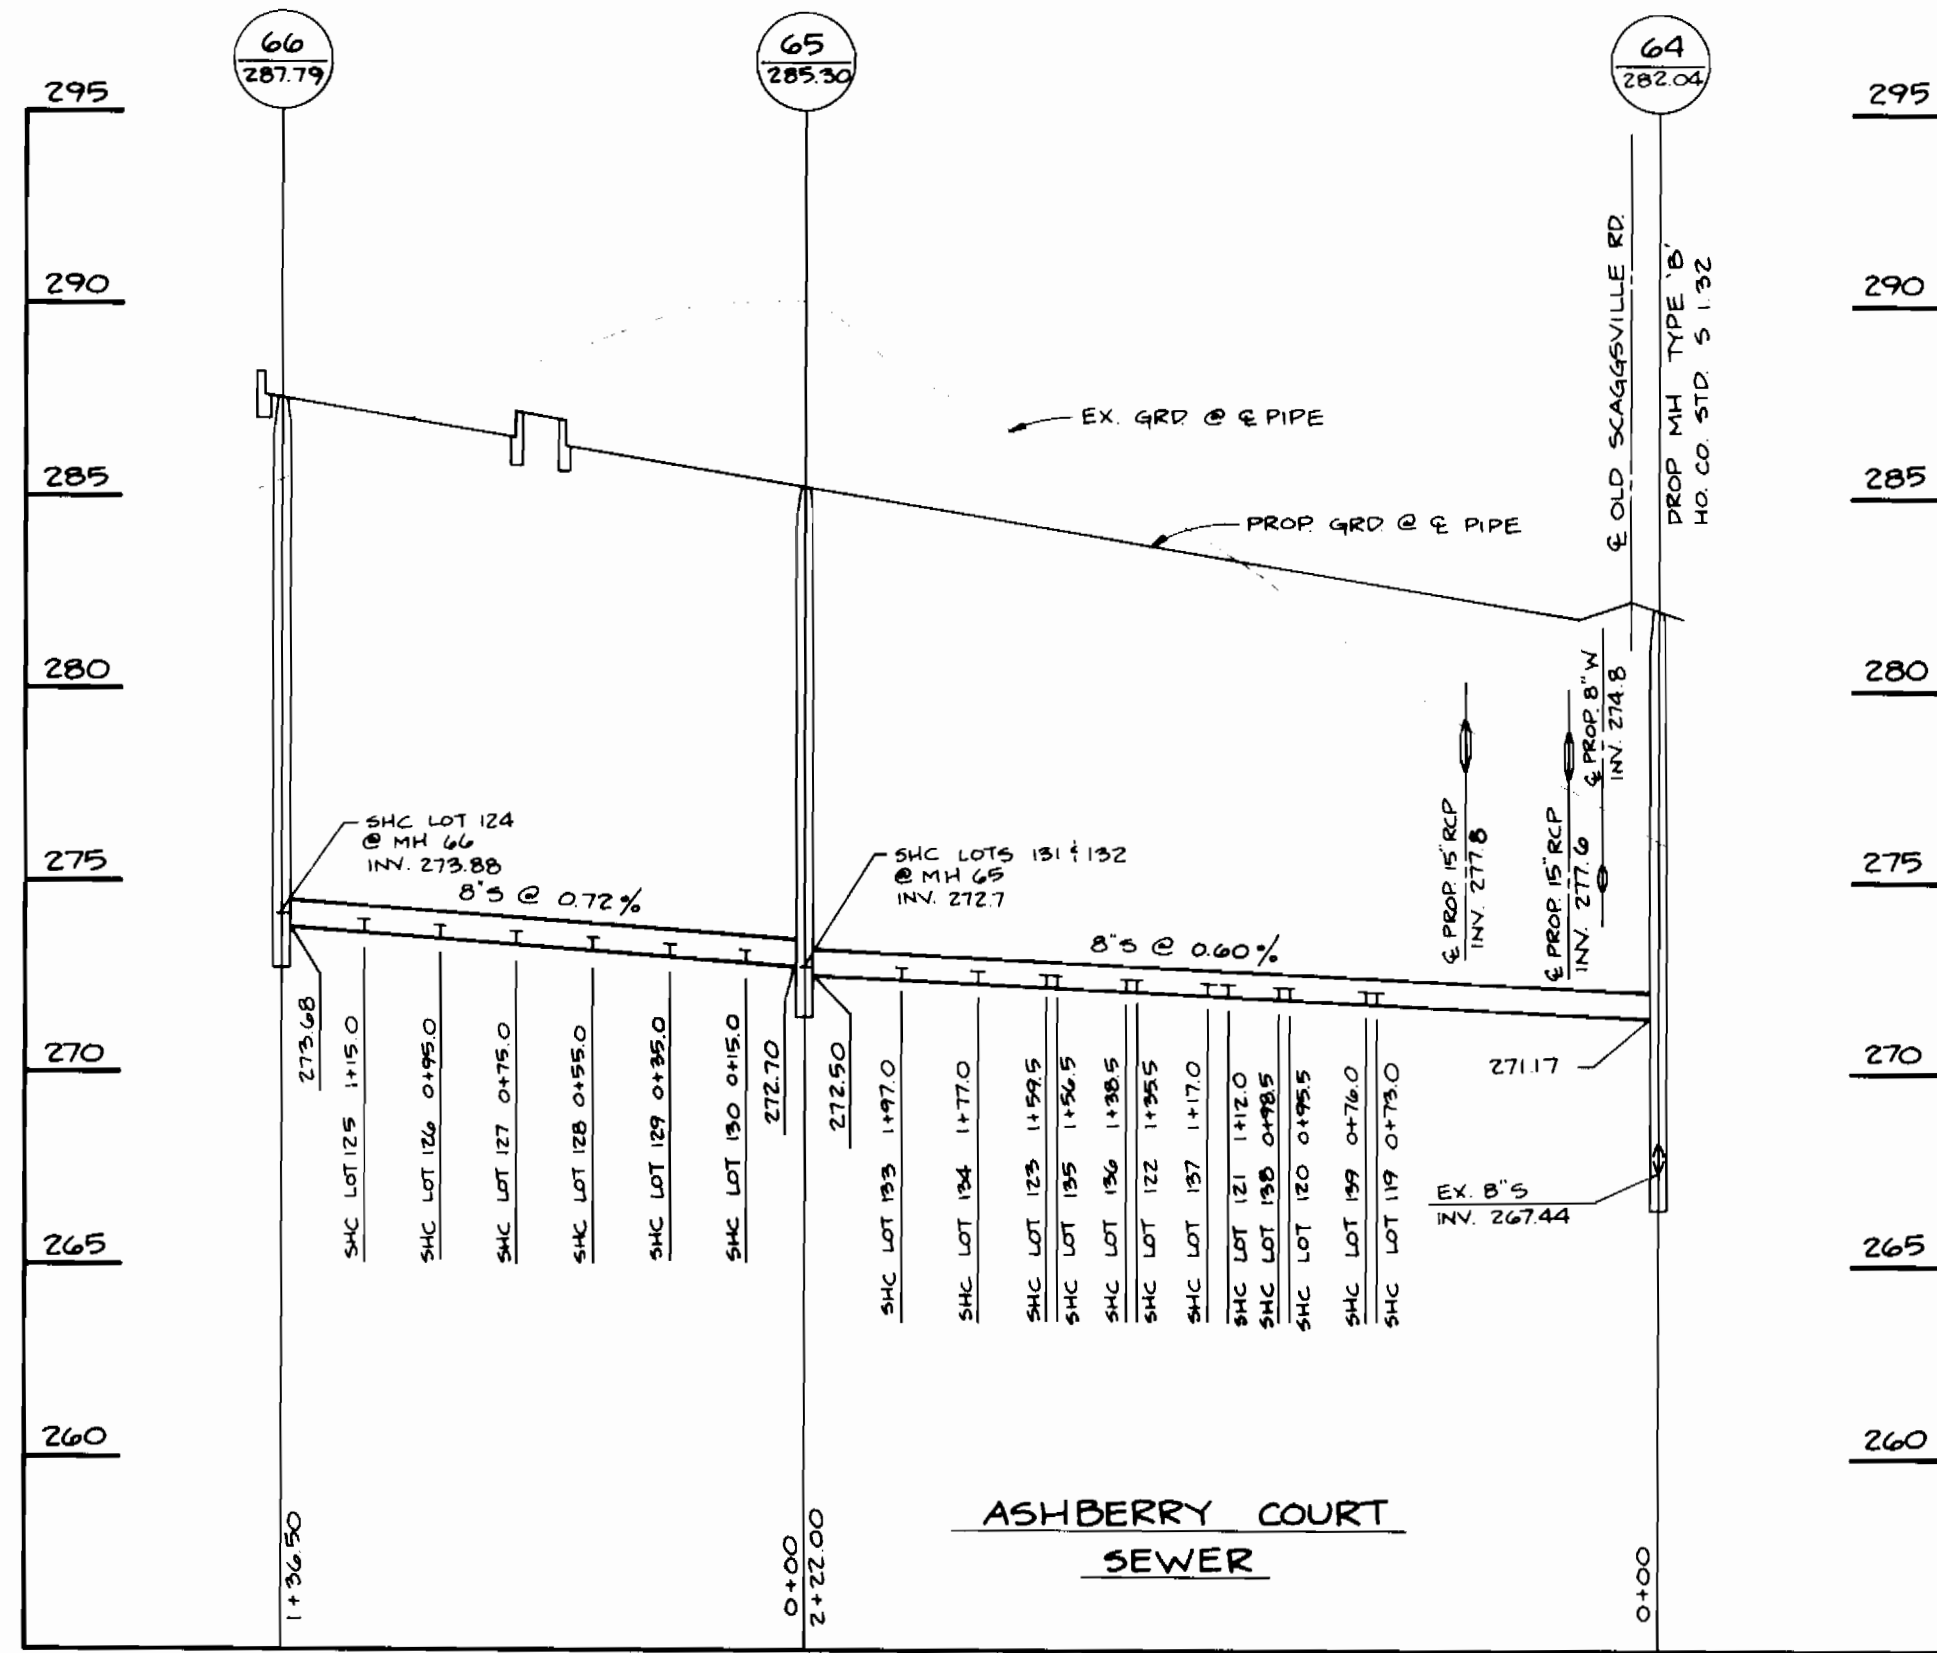 66
287.79
65
285.30
64
282.04
295
295
290
290
285
285
280
280
275
275
270
270
265
265
260
260
EX. GRD. @ ℄ PIPE
PROP. GRD. @ ℄ PIPE
℄ OLD SCAGGSVILLE RD.
DROP MH TYPE 'B'
HO. CO. STD. S 1.32
℄ PROP. 15" RCP
INV. 277.8
℄ PROP. 15" RCP
INV. 277.6
℄ PROP. 8" W
INV. 274.8
SHC LOT 124
@ MH 66
INV. 273.88
8"S @ 0.72%
SHC LOTS 131 & 132
@ MH 65
INV. 272.7
8"S @ 0.60%
273.68
SHC LOT 125 1+15.0
SHC LOT 126 0+95.0
SHC LOT 127 0+75.0
SHC LOT 128 0+55.0
SHC LOT 129 0+35.0
SHC LOT 130 0+15.0
272.70
272.50
SHC LOT 133 1+97.0
SHC LOT 134 1+77.0
SHC LOT 123 1+59.5
SHC LOT 135 1+56.5
SHC LOT 136 1+38.5
SHC LOT 122 1+35.5
SHC LOT 137 1+17.0
SHC LOT 121 1+12.0
SHC LOT 138 0+98.5
SHC LOT 120 0+95.5
SHC LOT 139 0+76.0
SHC LOT 119 0+73.0
271.17
EX. 8"S
INV. 267.44
1+36.50
0+00
2+22.00
0+00
ASHBERRY COURT
SEWER